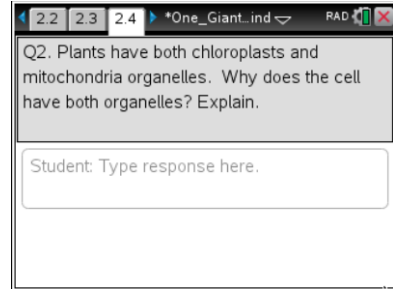 2.2 2.3 2.4 *One_Giant…ind RAD
Q2. Plants have both chloroplasts and
mitochondria organelles.  Why does the cell
have both organelles? Explain.
Student: Type response here.